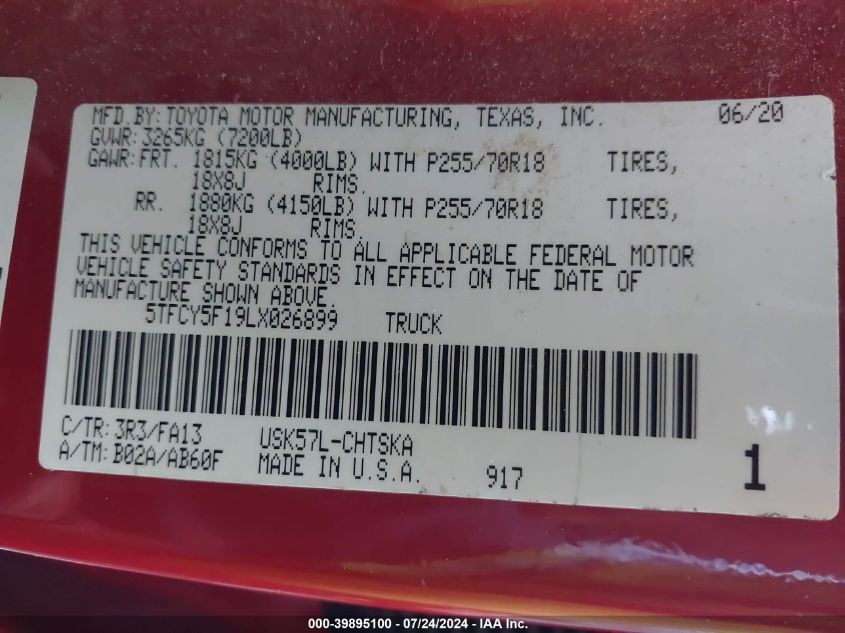 MFD.BY:TOYOTA MOTOR MANUFACTURING, TEXAS, INC. 06/20
GVWR:3265KG (7200LB)
GAWR:FRT. 1815KG (4000LB) WITH P255/70R18 TIRES,
18X8J RIMS.
RR. 1880KG (4150LB) WITH P255/70R18 TIRES,
18X8J RIMS.
THIS VEHICLE CONFORMS TO ALL APPLICABLE FEDERAL MOTOR
VEHICLE SAFETY STANDARDS IN EFFECT ON THE DATE OF
MANUFACTURE SHOWN ABOVE.
5TFCY5F19LX026899 TRUCK
C/TR:3R3/FA13 USK57L-CHTSKA
A/TM:B02A/AB60F MADE IN U.S.A. 917 1
000-39895100 - 07/24/2024 - IAA Inc.